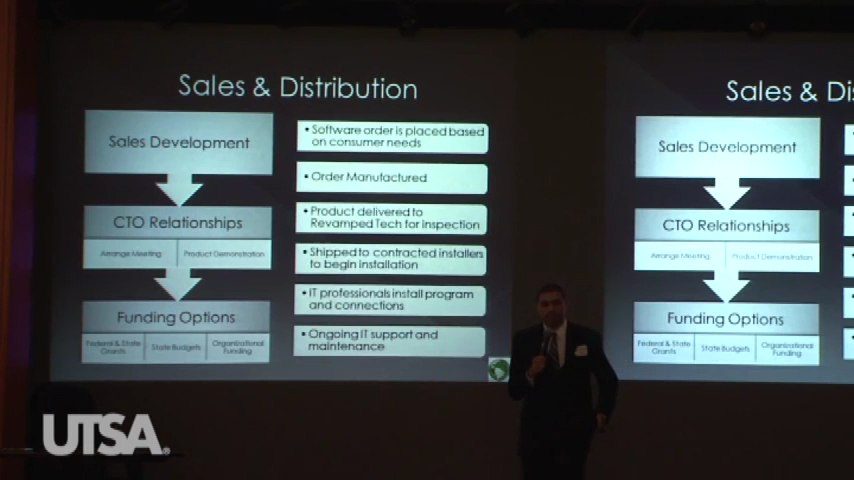 Sales & Distribution
Sales Development
CTO Relationships
Arrange Meeting
Product Demonstration
Funding Options
Federal & State
Grants
State Budgets
Organizational
Funding
• Software order is placed based
on consumer needs
• Order Manufactured
• Product delivered to
Revamped Tech for inspection
• Shipped to contracted installers
to begin installation
• IT professionals install program
and connections
• Ongoing IT support and
maintenance
Sales & Dis
Sales Development
CTO Relationships
Arrange Meeting
Product Demonstration
Funding Options
Federal & State
Grants
State Budgets
Organizational
Funding
UTSA®